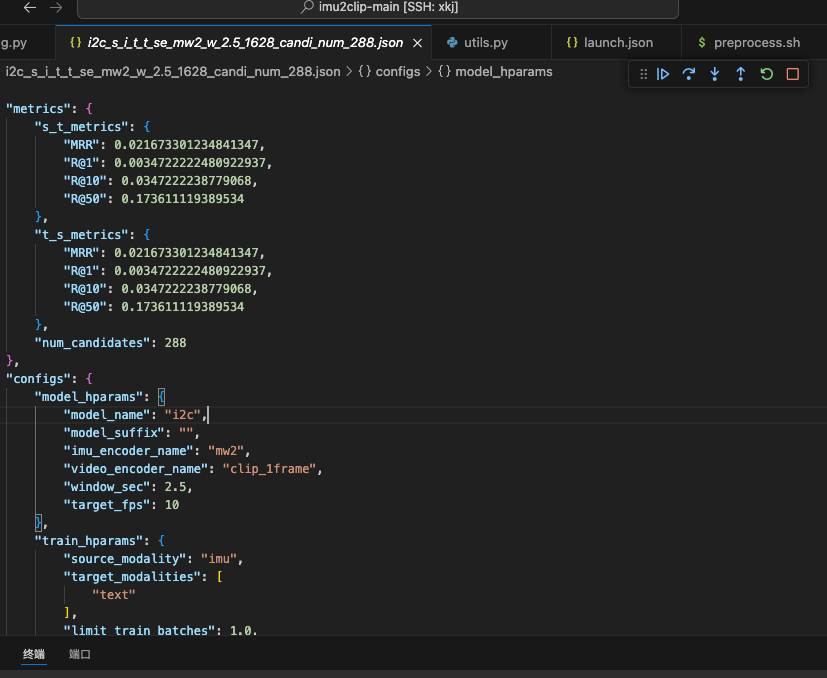 imu2clip-main [SSH: xkj]
g.py
{} i2c_s_i_t_t_se_mw2_w_2.5_1628_candi_num_288.json
utils.py
{} launch.json
$ preprocess.sh
i2c_s_i_t_t_se_mw2_w_2.5_1628_candi_num_288.json > {} configs > {} model_hparams
"metrics": {
"s_t_metrics": {
"MRR": 0.021673301234841347,
"R@1": 0.0034722222480922937,
"R@10": 0.0347222238779068,
"R@50": 0.173611119389534
},
"t_s_metrics": {
"MRR": 0.021673301234841347,
"R@1": 0.0034722222480922937,
"R@10": 0.0347222238779068,
"R@50": 0.173611119389534
},
"num_candidates": 288
},
"configs": {
"model_hparams": {
"model_name": "i2c",
"model_suffix": "",
"imu_encoder_name": "mw2",
"video_encoder_name": "clip_1frame",
"window_sec": 2.5,
"target_fps": 10
},
"train_hparams": {
"source_modality": "imu",
"target_modalities": [
"text"
],
"limit_train_batches": 1.0,
终端
端口